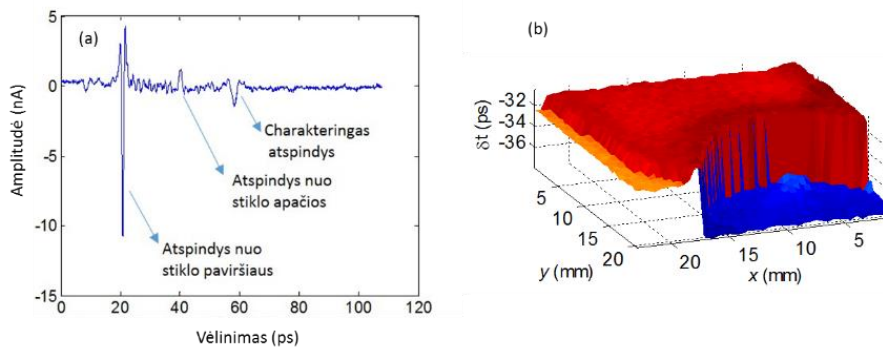 (a)
5
0
-5
-10
-15
Amplitudė (nA)
0 20 40 60 80 100 120
Vėlinimas (ps)
Charakteringas
atspindys
Atspindys nuo
stiklo apačios
Atspindys nuo
stiklo paviršiaus
(b)
-32
-34
-36
δt (ps)
5
10
15
20
y (mm)
20 15 10 5
x (mm)